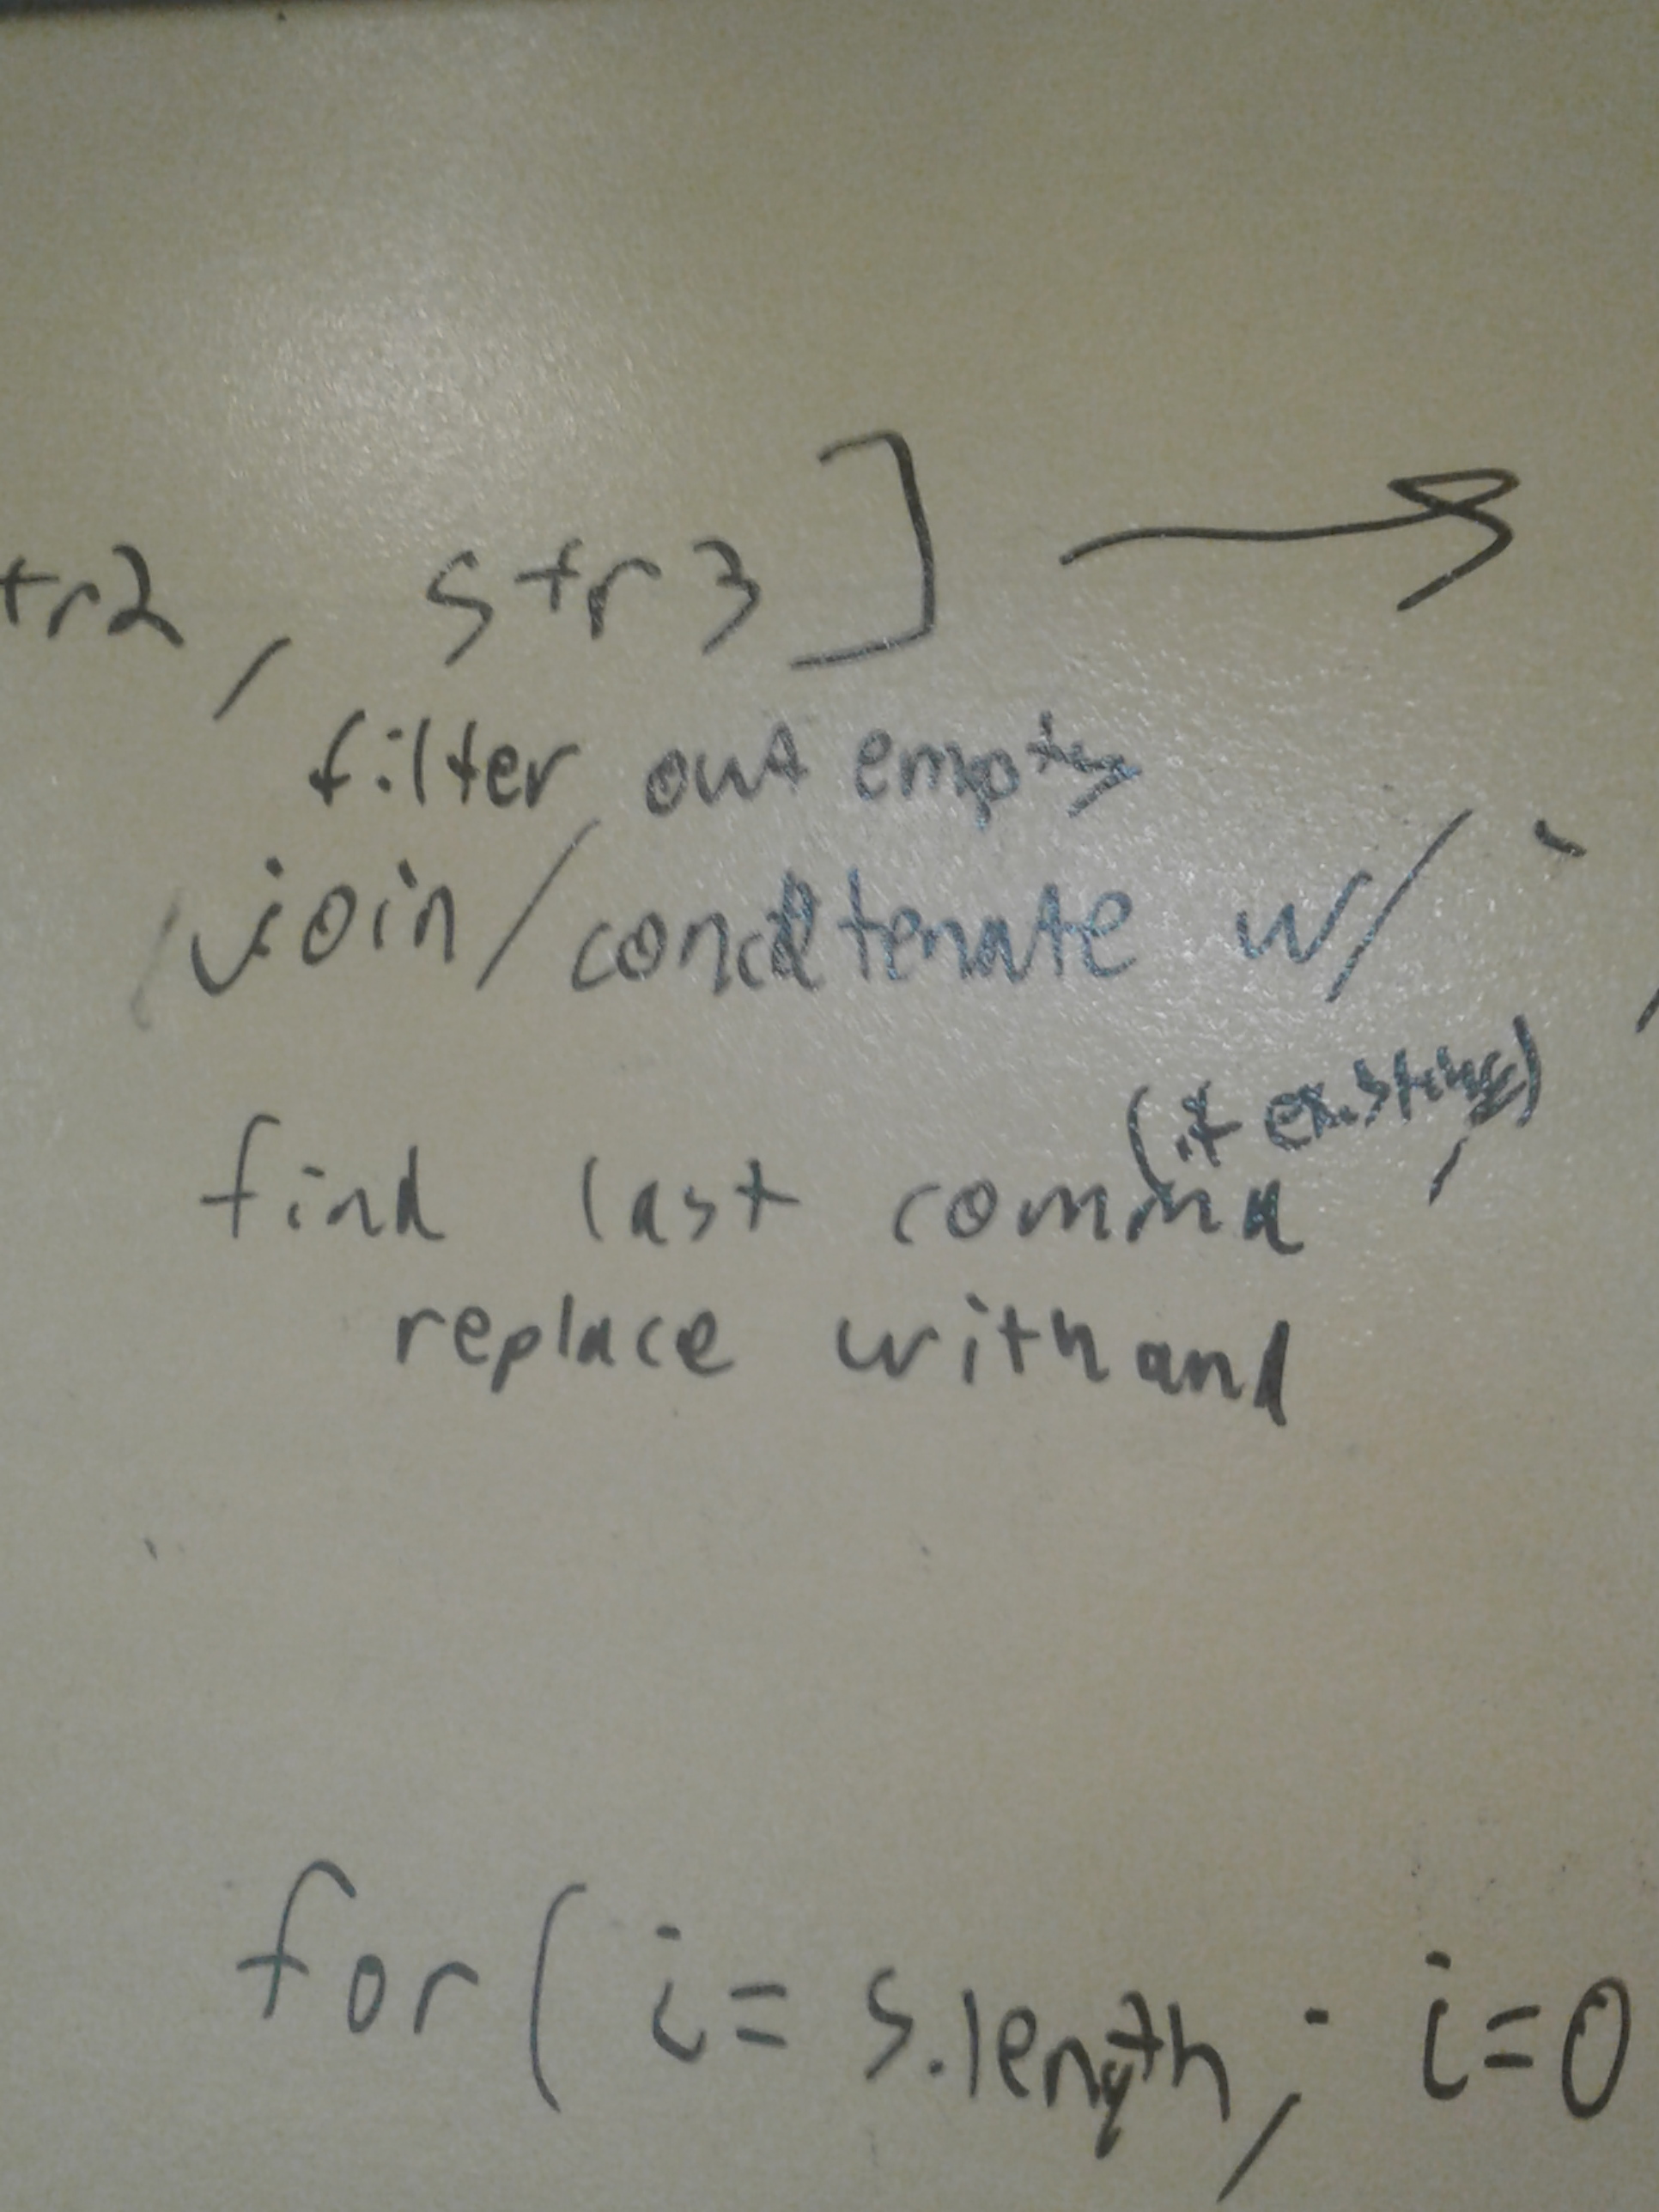 tr2, str3] →
filter out empty
join/concatenate w/ `,
(if existing)
find last comma,
replace with and
for( i= s.length; i=0